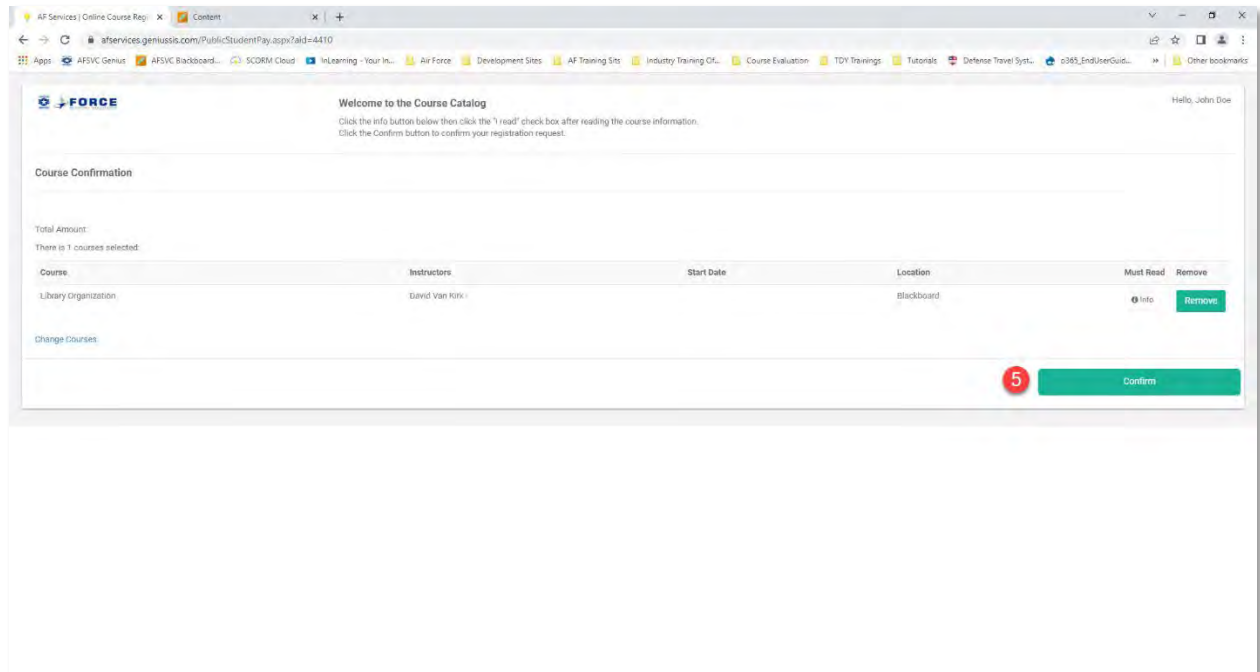 AF Services | Online Course Regi
Content
afservices.geniussis.com/PublicStudentPay.aspx?aid=4410
Apps AFSVC Genius AFSVC Blackboard... SCORM Cloud InLearning - Your In... Air Force Development Sites AF Training Sits Industry Training Of... Course Evaluation TDY Trainings Tutorials Defense Travel Syst... o365_EndUserGuid... » Other bookmarks
FORCE
Welcome to the Course Catalog
Hello, John Doe
Click the info button below then click the "I read" check box after reading the course information.
Click the Confirm button to confirm your registration request.
Course Confirmation
Total Amount:
There is 1 courses selected:
Course Instructors Start Date Location Must Read Remove
Library Organization David Van Kirk Blackboard Info Remove
Change Courses
5 Confirm